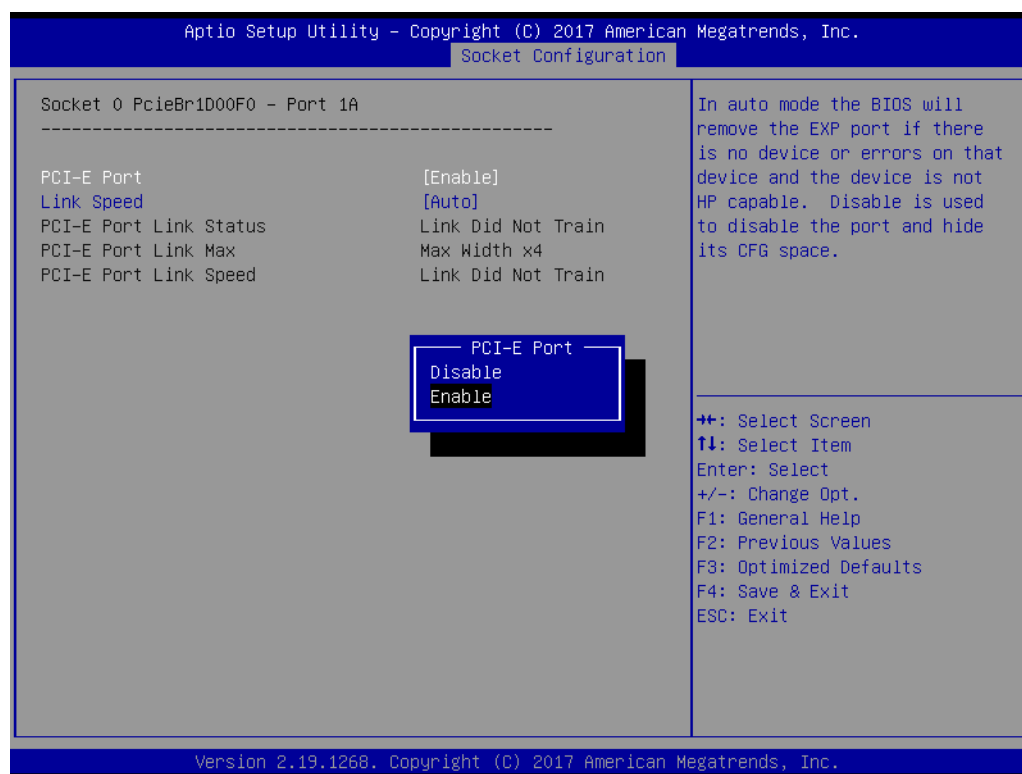 Aptio Setup Utility – Copyright (C) 2017 American Megatrends, Inc.
Socket Configuration
Socket 0 PcieBr1D00F0 – Port 1A
--------------------------------------------------
PCI-E Port [Enable]
Link Speed [Auto]
PCI-E Port Link Status Link Did Not Train
PCI-E Port Link Max Max Width x4
PCI-E Port Link Speed Link Did Not Train
PCI-E Port
Disable
Enable
In auto mode the BIOS will
remove the EXP port if there
is no device or errors on that
device and the device is not
HP capable.  Disable is used
to disable the port and hide
its CFG space.
→←: Select Screen
↑↓: Select Item
Enter: Select
+/-: Change Opt.
F1: General Help
F2: Previous Values
F3: Optimized Defaults
F4: Save & Exit
ESC: Exit
Version 2.19.1268. Copyright (C) 2017 American Megatrends, Inc.